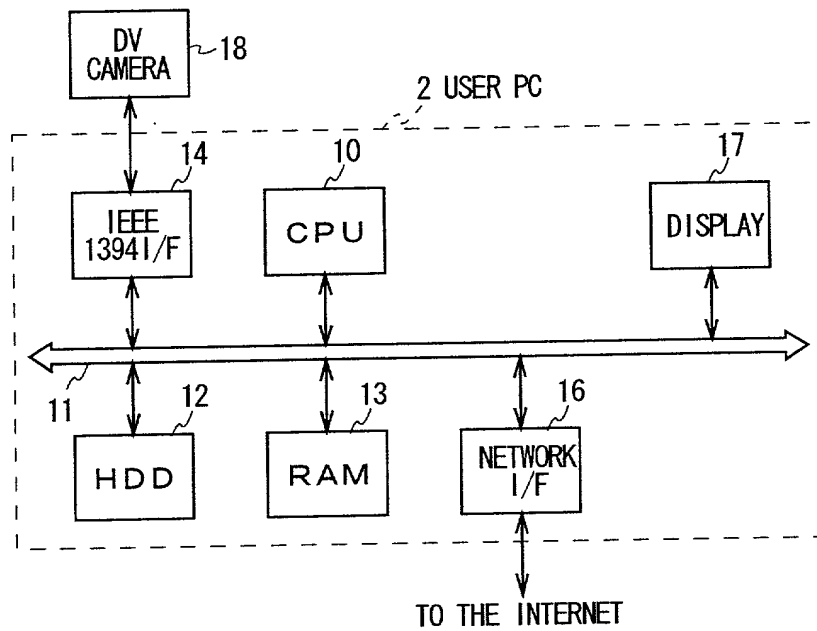 DV
CAMERA
18
2 USER PC
14
IEEE
1394I/F
10
CPU
17
DISPLAY
11
12
HDD
13
RAM
16
NETWORK
I/F
TO THE INTERNET